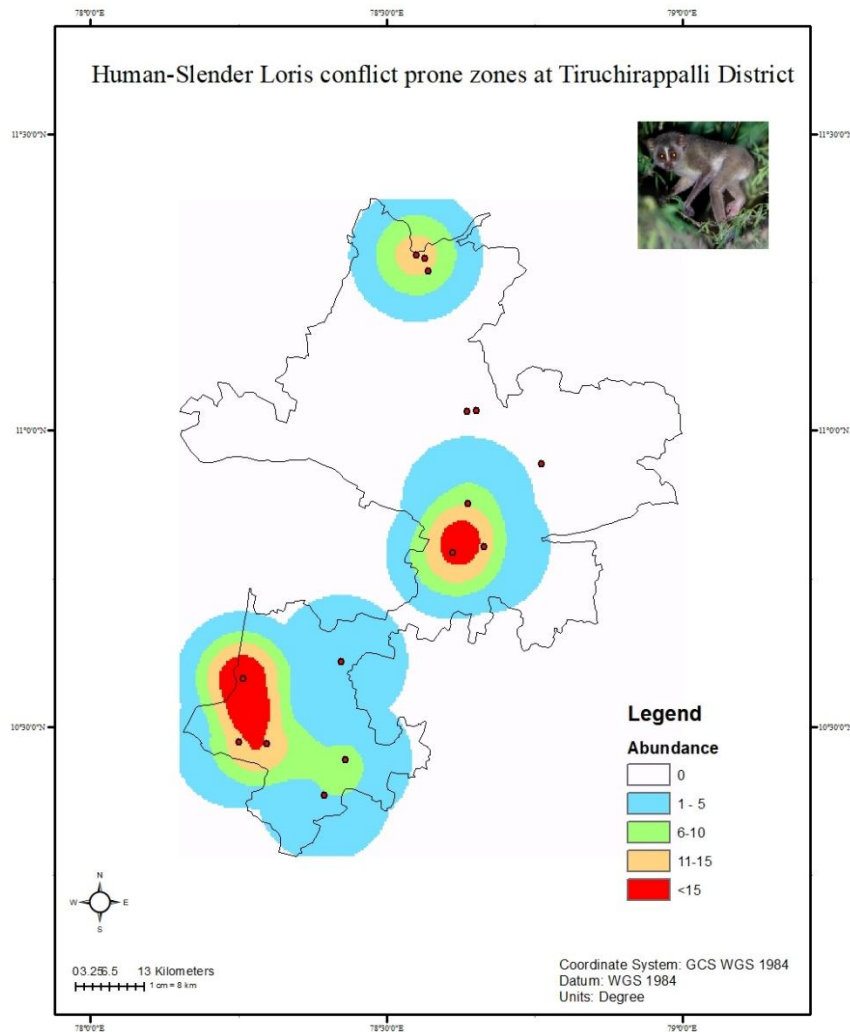 78°0'0"E 78°30'0"E 79°0'0"E
Human-Slender Loris conflict prone zones at Tiruchirappalli District
11°30'0"N 11°30'0"N
11°0'0"N 11°0'0"N
10°30'0"N 10°30'0"N
Legend
Abundance
0
1 - 5
6-10
11-15
<15
N
W E
S
03.256.5 13 Kilometers
1 cm = 8 km
Coordinate System: GCS WGS 1984
Datum: WGS 1984
Units: Degree
78°0'0"E 78°30'0"E 79°0'0"E